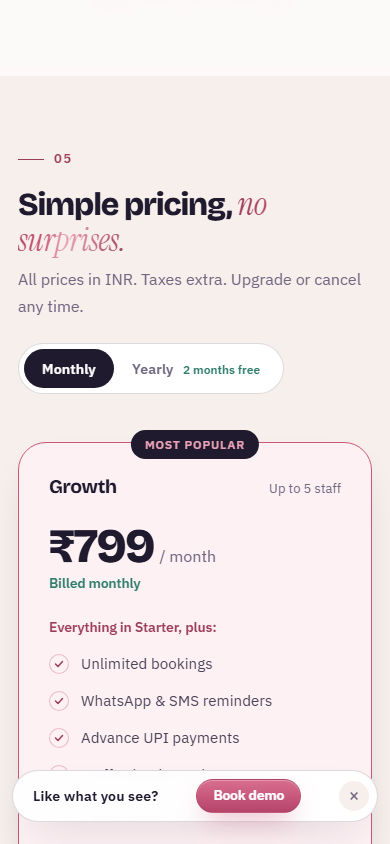 05
Simple pricing, no
surprises.
All prices in INR. Taxes extra. Upgrade or cancel
any time.
Monthly Yearly 2 months free
MOST POPULAR
Growth Up to 5 staff
₹799 / month
Billed monthly
Everything in Starter, plus:
Unlimited bookings
WhatsApp & SMS reminders
Advance UPI payments
Like what you see? Book demo ×